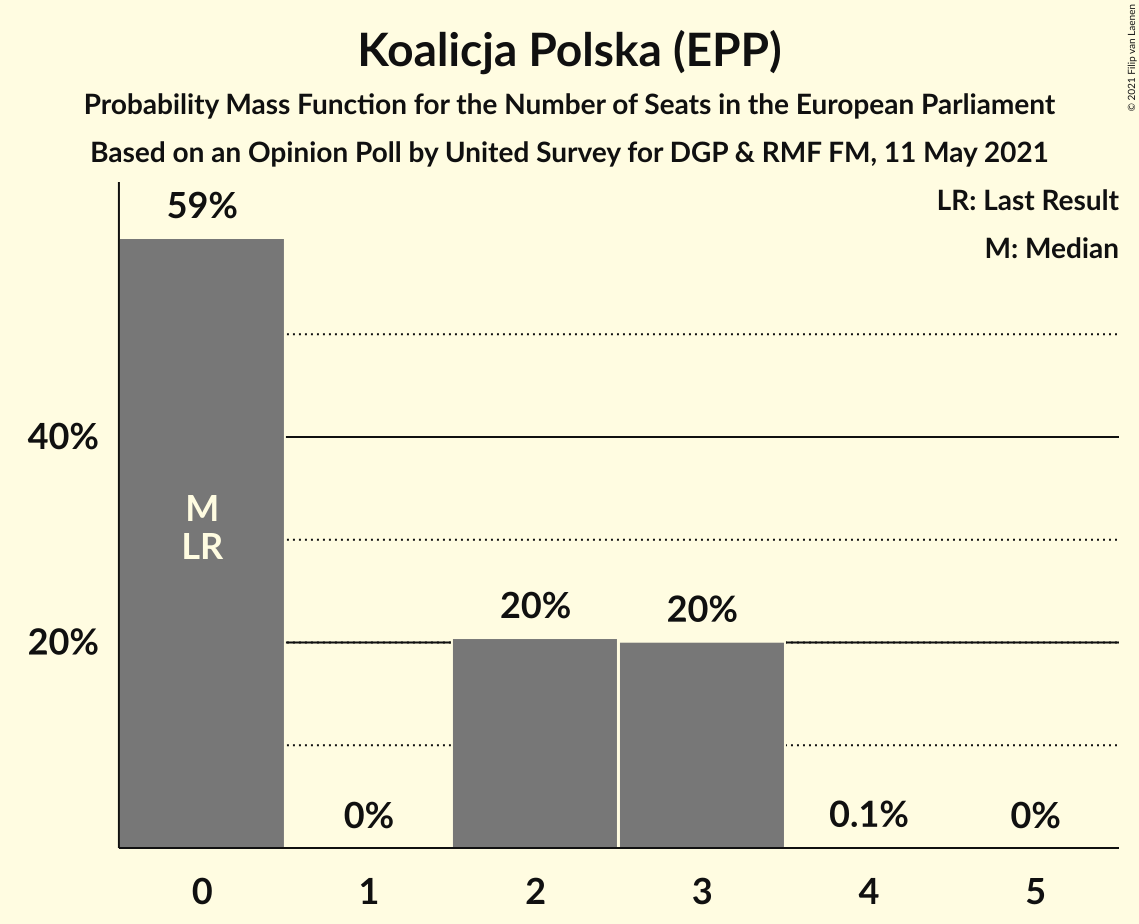 Koalicja Polska (EPP)
Probability Mass Function for the Number of Seats in the European Parliament
Based on an Opinion Poll by United Survey for DGP & RMF FM, 11 May 2021
© 2021 Filip van Laenen
LR: Last Result
M: Median
59%
40%
M
LR
20%
20%
20%
0%
0.1%
0%
0
1
2
3
4
5